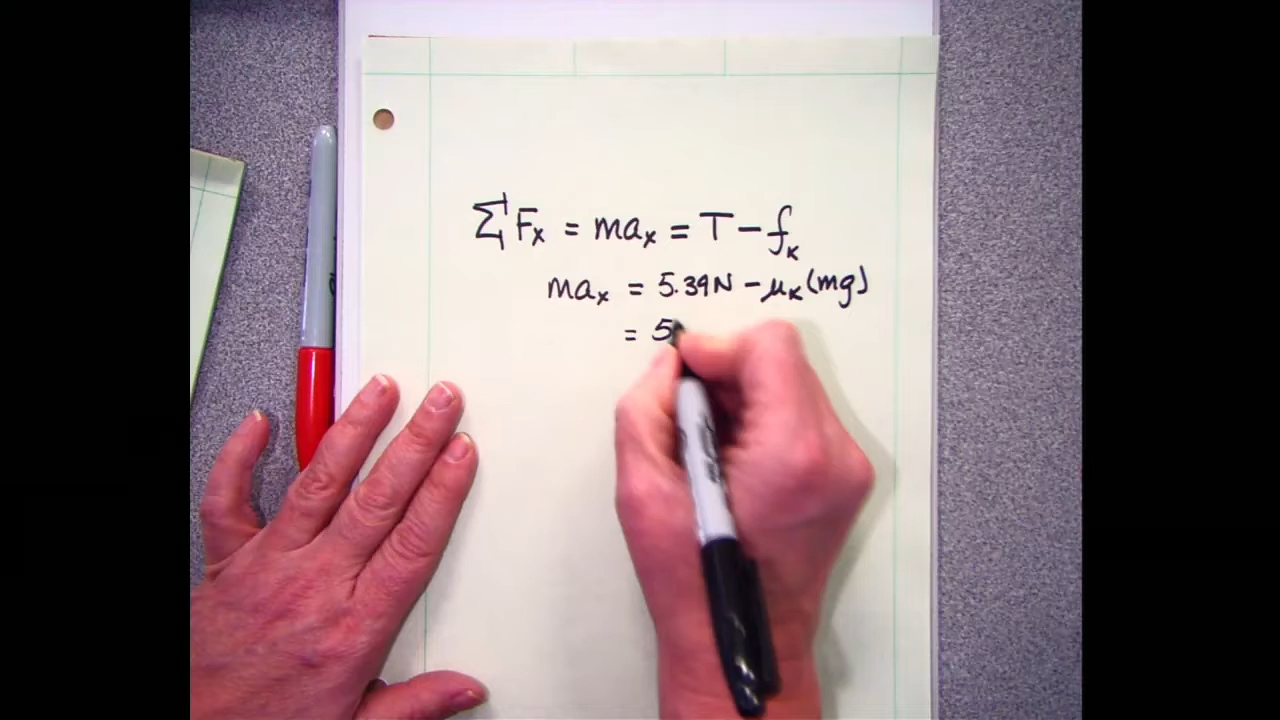 ΣFx = max = T - fk
max = 5.39N - μk(mg)
= 5